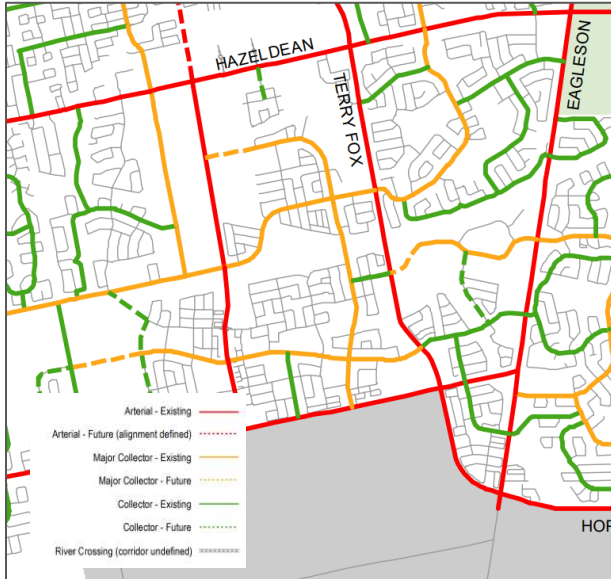 HAZELDEAN
TERRY FOX
EAGLESON
Arterial - Existing
Arterial - Future (alignment defined)
Major Collector - Existing
Major Collector - Future
Collector - Existing
Collector - Future
River Crossing (corridor undefined)
HOP